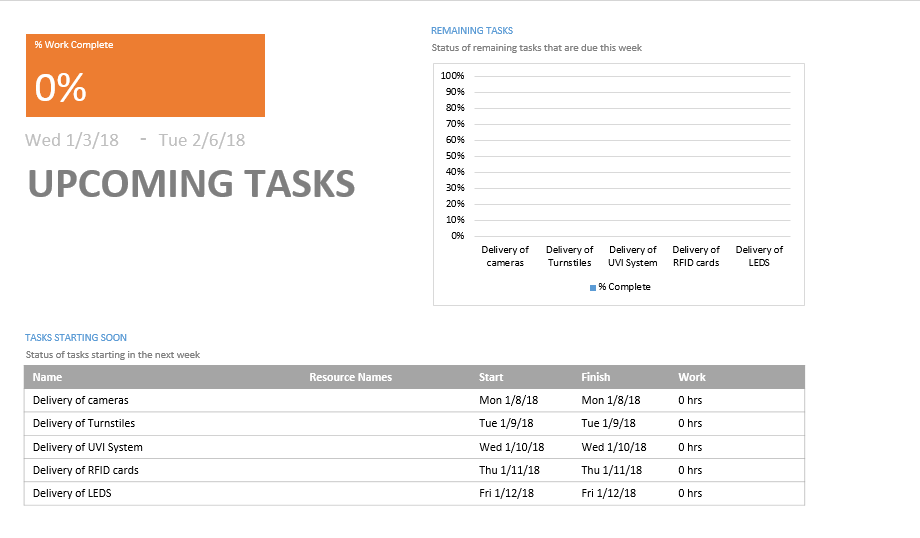 % Work Complete
0%
Wed 1/3/18 - Tue 2/6/18
UPCOMING TASKS
REMAINING TASKS
Status of remaining tasks that are due this week
100%
90%
80%
70%
60%
50%
40%
30%
20%
10%
0%
Delivery of cameras
Delivery of Turnstiles
Delivery of UVI System
Delivery of RFID cards
Delivery of LEDS
% Complete
TASKS STARTING SOON
Status of tasks starting in the next week
Name Resource Names Start Finish Work
Delivery of cameras Mon 1/8/18 Mon 1/8/18 0 hrs
Delivery of Turnstiles Tue 1/9/18 Tue 1/9/18 0 hrs
Delivery of UVI System Wed 1/10/18 Wed 1/10/18 0 hrs
Delivery of RFID cards Thu 1/11/18 Thu 1/11/18 0 hrs
Delivery of LEDS Fri 1/12/18 Fri 1/12/18 0 hrs